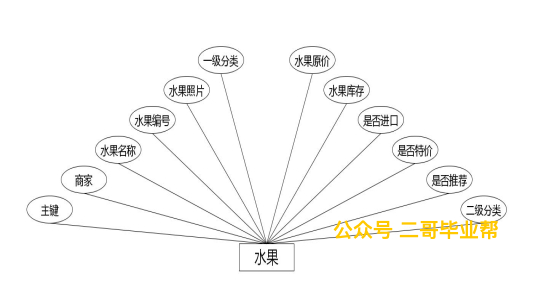 一级分类
水果原价
水果照片
水果库存
水果编号
是否进口
水果名称
是否特价
商家
是否推荐
主键
二级分类
公众号 二哥毕业帮
水果